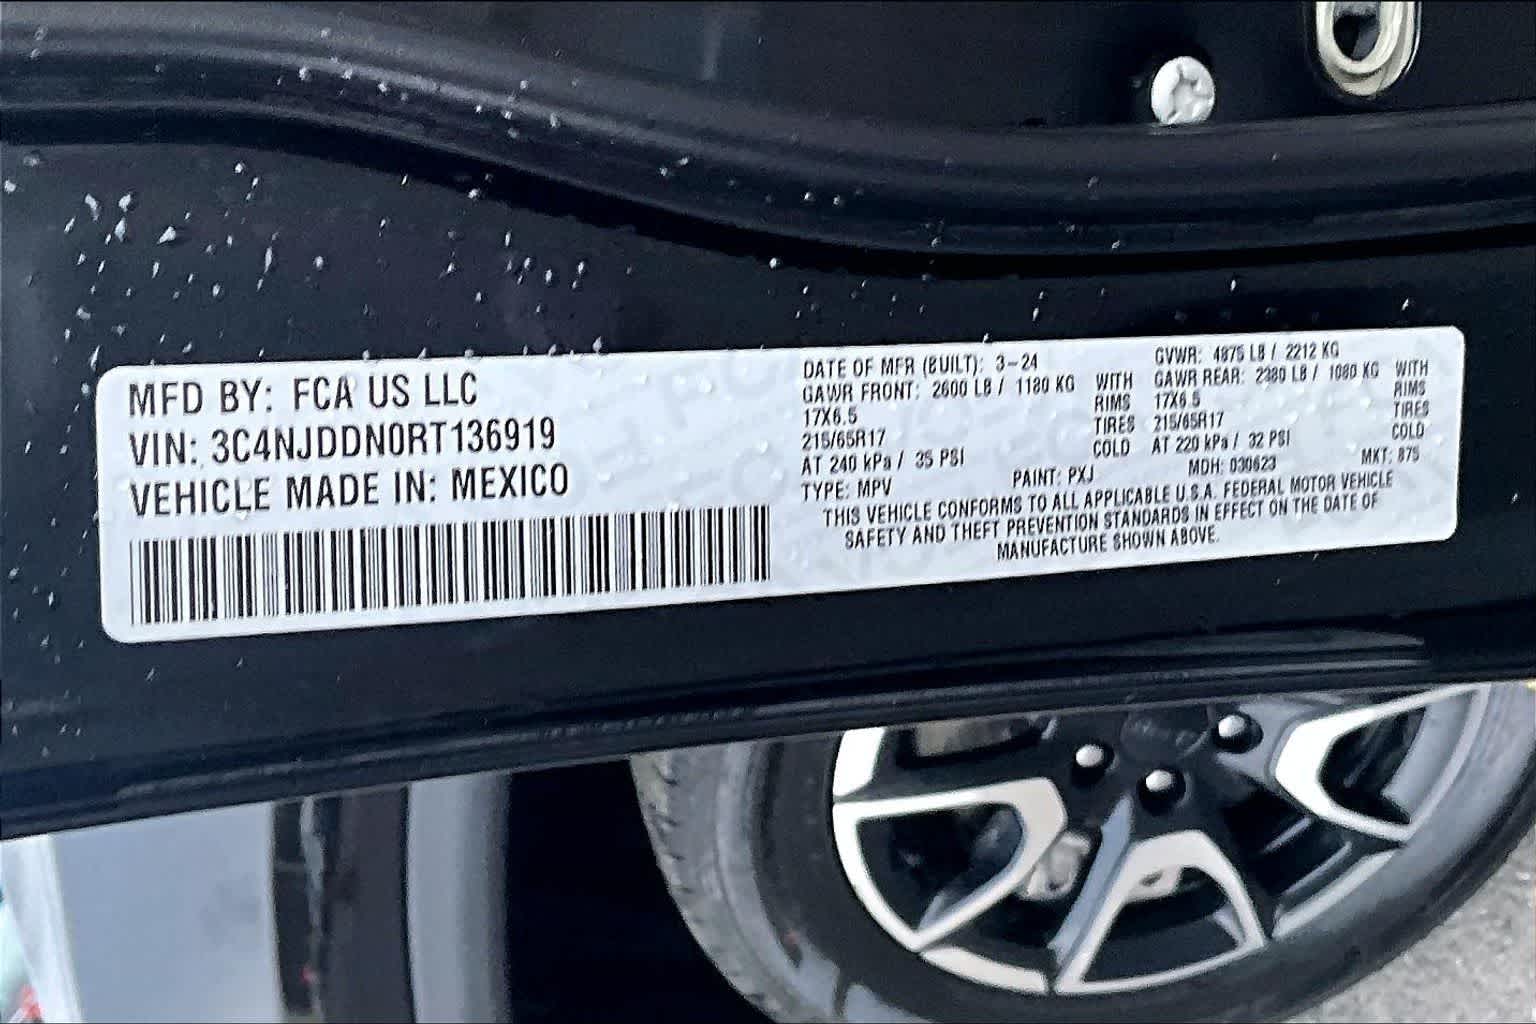 MFD BY: FCA US LLC
VIN: 3C4NJDDN0RT136919
VEHICLE MADE IN: MEXICO
DATE OF MFR (BUILT): 3-24
GAWR FRONT: 2600 LB / 1180 KG WITH
17X6.5 RIMS
215/65R17 TIRES
AT 240 kPa / 35 PSI COLD
TYPE: MPV
GVWR: 4875 LB / 2212 KG
GAWR REAR: 2380 LB / 1080 KG WITH
17X6.5 RIMS
215/65R17 TIRES
AT 220 kPa / 32 PSI COLD
PAINT: PXJ MDH: 030623 MKT: 875
THIS VEHICLE CONFORMS TO ALL APPLICABLE U.S.A. FEDERAL MOTOR VEHICLE
SAFETY AND THEFT PREVENTION STANDARDS IN EFFECT ON THE DATE OF
MANUFACTURE SHOWN ABOVE.